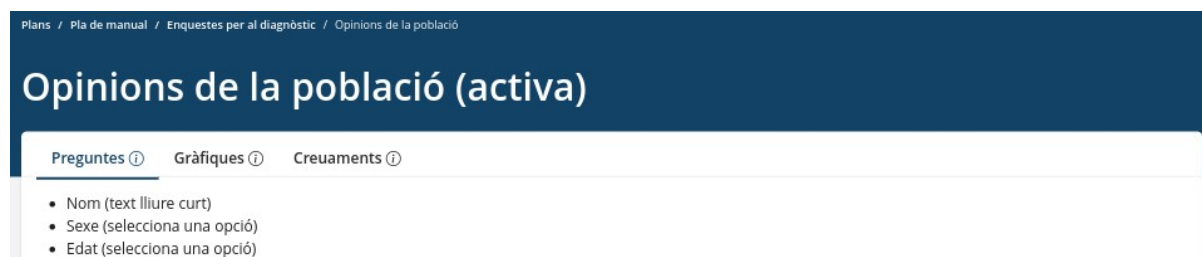 Plans / Pla de manual / Enquestes per al diagnòstic / Opinions de la població
Opinions de la població (activa)
Preguntes Gràfiques Creuaments
• Nom (text lliure curt)
• Sexe (selecciona una opció)
• Edat (selecciona una opció)